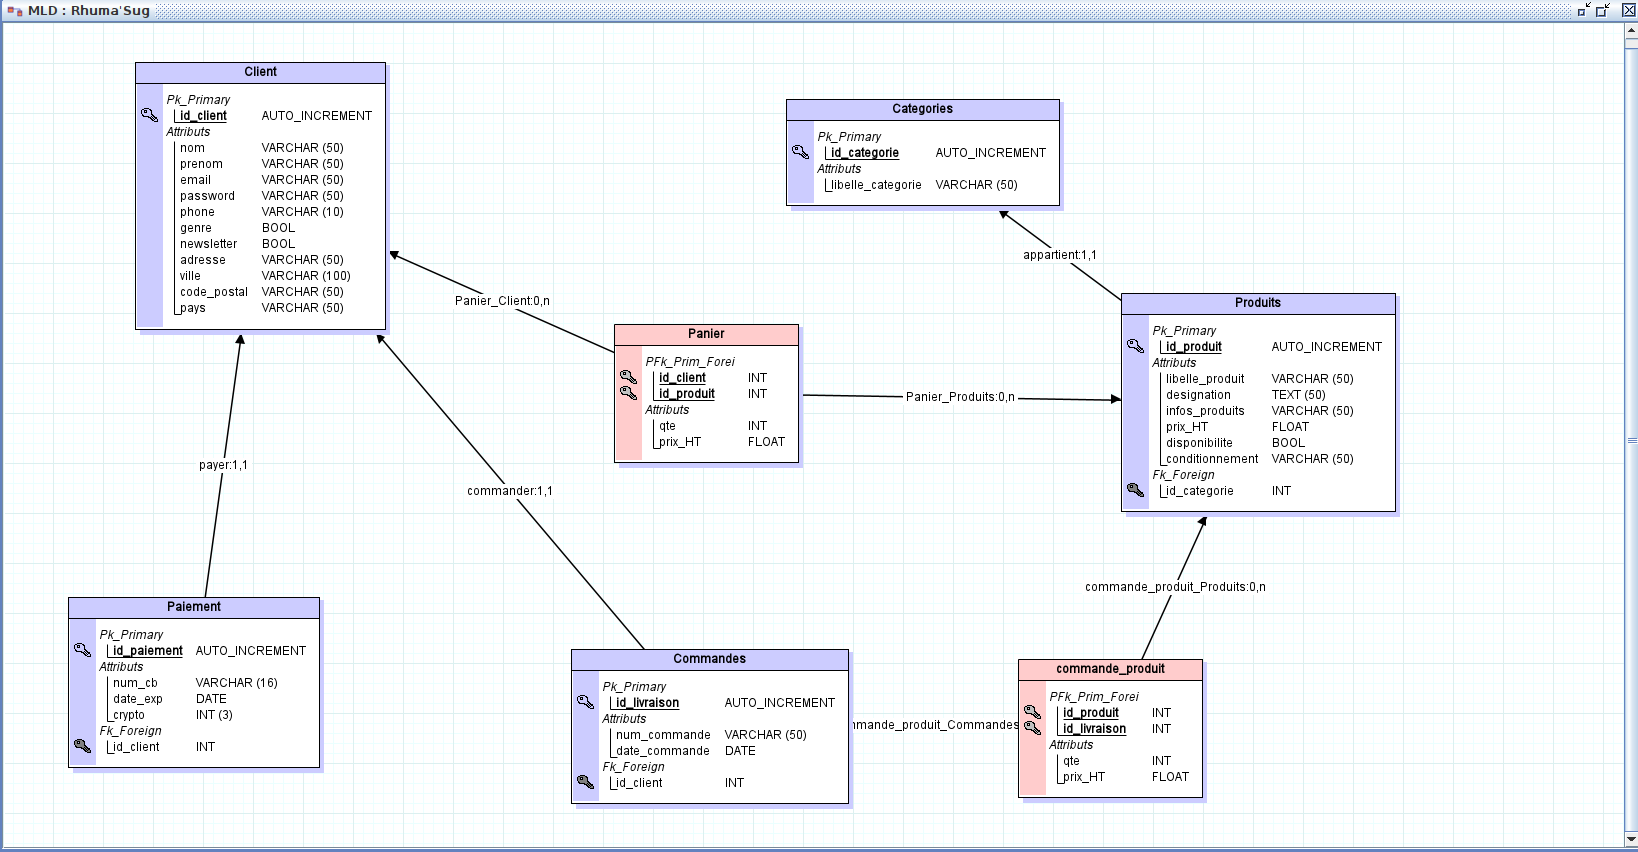 MLD : Rhuma'Sug
Client
Pk_Primary
id_client AUTO_INCREMENT
Attributs
nom VARCHAR (50)
prenom VARCHAR (50)
email VARCHAR (50)
password VARCHAR (50)
phone VARCHAR (10)
genre BOOL
newsletter BOOL
adresse VARCHAR (50)
ville VARCHAR (100)
code_postal VARCHAR (50)
pays VARCHAR (50)
Categories
Pk_Primary
id_categorie AUTO_INCREMENT
Attributs
libelle_categorie VARCHAR (50)
appartient:1,1
Panier_Client:0,n
Panier
PFk_Prim_Forei
id_client INT
id_produit INT
Attributs
qte INT
prix_HT FLOAT
Panier_Produits:0,n
Produits
Pk_Primary
id_produit AUTO_INCREMENT
Attributs
libelle_produit VARCHAR (50)
designation TEXT (50)
infos_produits VARCHAR (50)
prix_HT FLOAT
disponibilite BOOL
conditionnement VARCHAR (50)
Fk_Foreign
id_categorie INT
payer:1,1
commander:1,1
commande_produit_Produits:0,n
Paiement
Pk_Primary
id_paiement AUTO_INCREMENT
Attributs
num_cb VARCHAR (16)
date_exp DATE
crypto INT (3)
Fk_Foreign
id_client INT
Commandes
Pk_Primary
id_livraison AUTO_INCREMENT
Attributs
num_commande VARCHAR (50)
date_commande DATE
Fk_Foreign
id_client INT
mmande_produit_Commandes
commande_produit
PFk_Prim_Forei
id_produit INT
id_livraison INT
Attributs
qte INT
prix_HT FLOAT